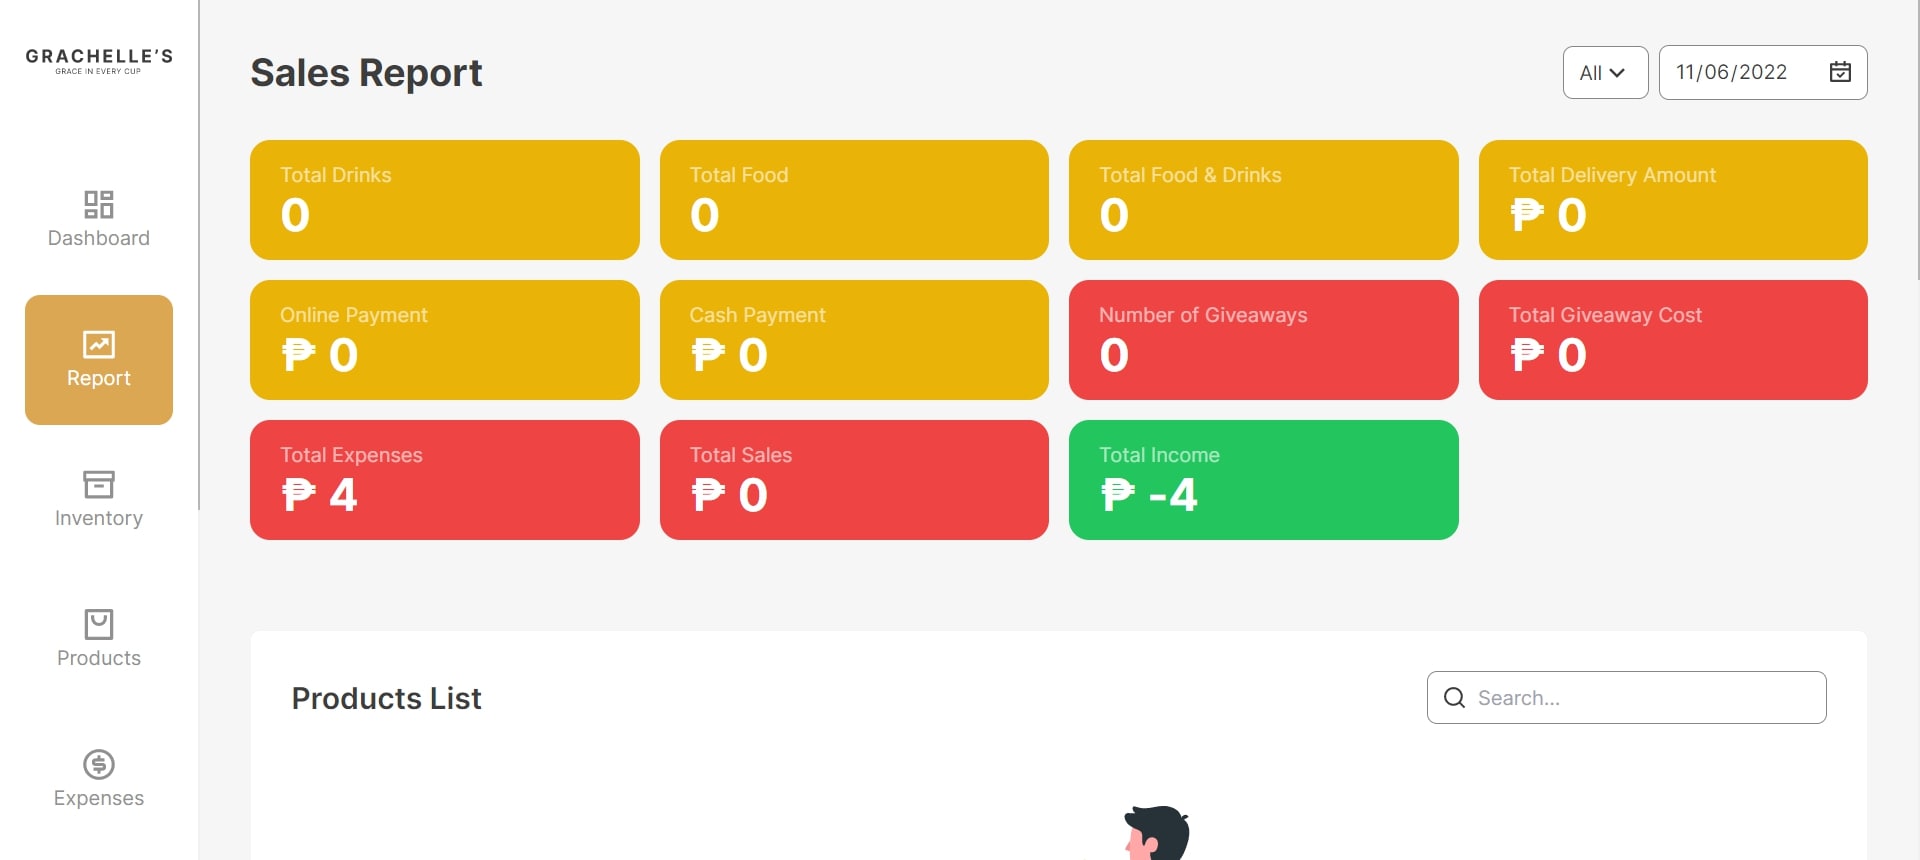 GRACHELLE'S
GRACE IN EVERY CUP
Dashboard
Report
Inventory
Products
Expenses
Sales Report
All
11/06/2022
Total Drinks
0
Total Food
0
Total Food & Drinks
0
Total Delivery Amount
₱ 0
Online Payment
₱ 0
Cash Payment
₱ 0
Number of Giveaways
0
Total Giveaway Cost
₱ 0
Total Expenses
₱ 4
Total Sales
₱ 0
Total Income
₱ -4
Products List
Search...